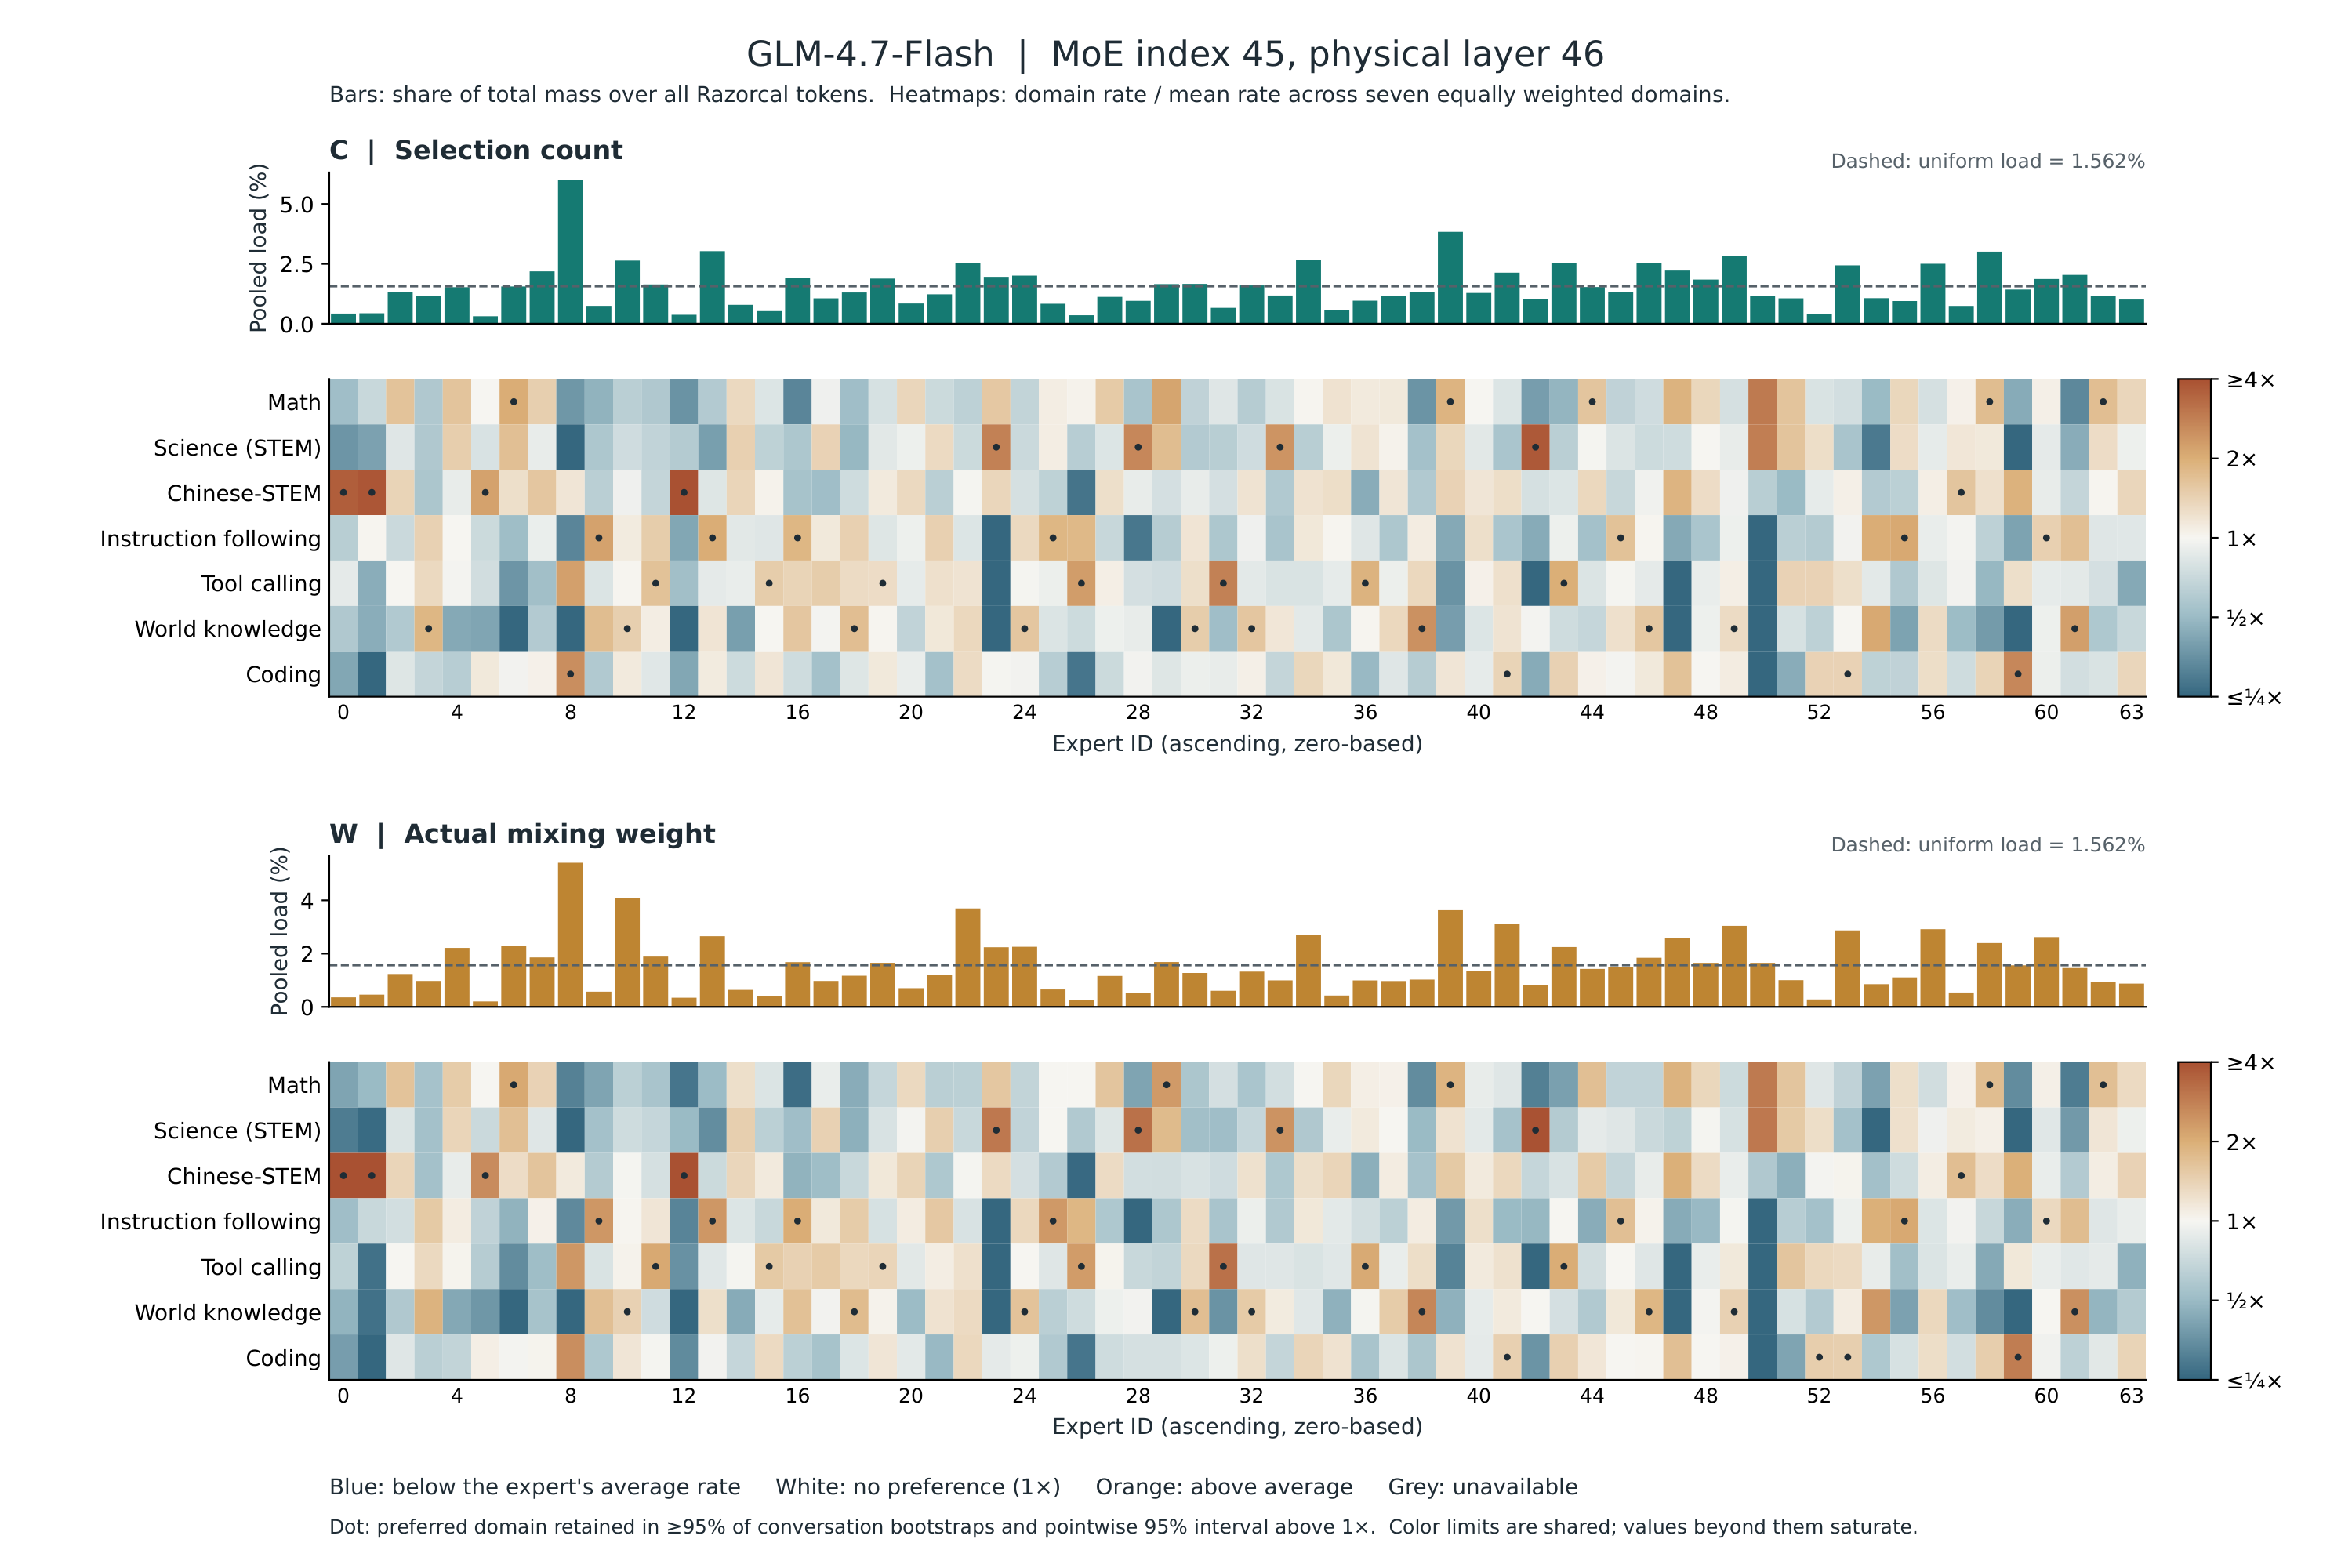 GLM-4.7-Flash | MoE index 45, physical layer 46
Bars: share of total mass over all Razorcal tokens. Heatmaps: domain rate / mean rate across seven equally weighted domains.
C | Selection count
Dashed: uniform load = 1.562%
Pooled load (%)
5.0
2.5
0.0
Math
Science (STEM)
Chinese-STEM
Instruction following
Tool calling
World knowledge
Coding
≥4×
2×
1×
½×
≤¼×
0 4 8 12 16 20 24 28 32 36 40 44 48 52 56 60 63
Expert ID (ascending, zero-based)
W | Actual mixing weight
Dashed: uniform load = 1.562%
Pooled load (%)
4
2
0
Math
Science (STEM)
Chinese-STEM
Instruction following
Tool calling
World knowledge
Coding
≥4×
2×
1×
½×
≤¼×
0 4 8 12 16 20 24 28 32 36 40 44 48 52 56 60 63
Expert ID (ascending, zero-based)
Blue: below the expert's average rate White: no preference (1×) Orange: above average Grey: unavailable
Dot: preferred domain retained in ≥95% of conversation bootstraps and pointwise 95% interval above 1×. Color limits are shared; values beyond them saturate.